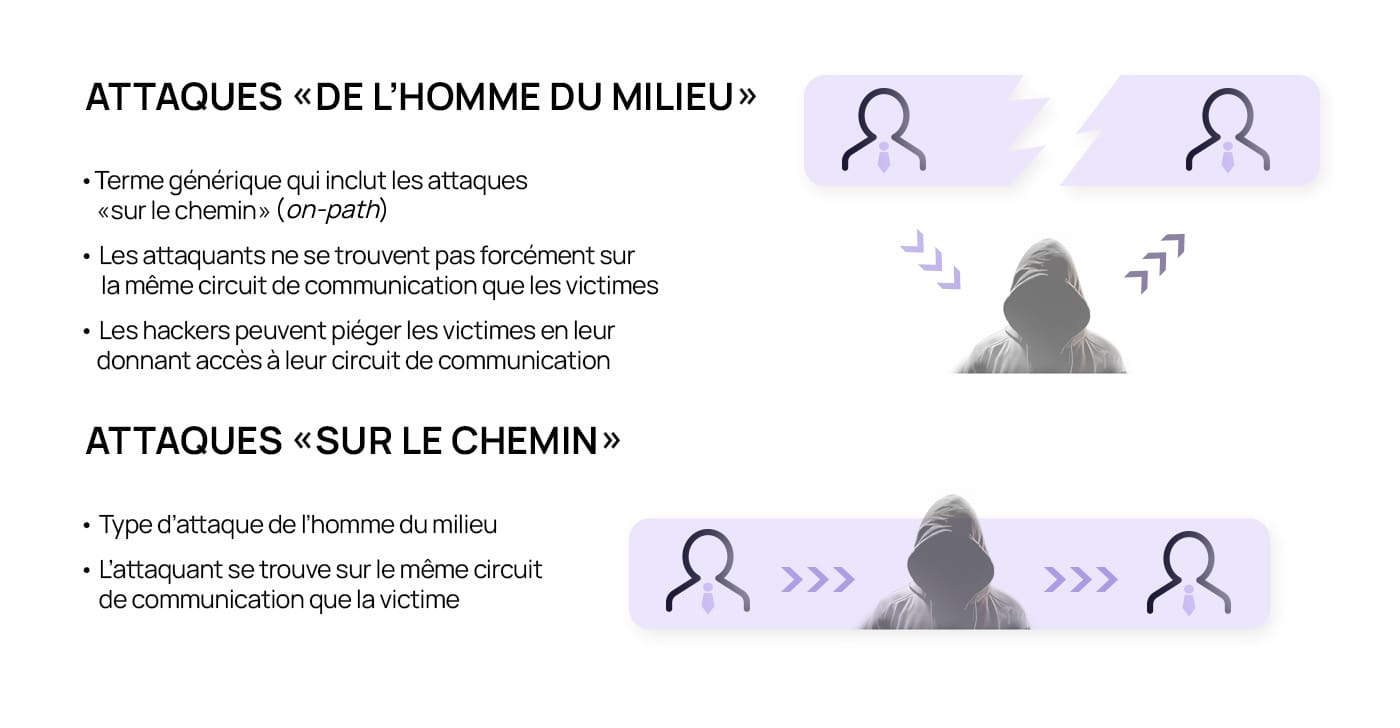 ATTAQUES «DE L’HOMME DU MILIEU»
• Terme générique qui inclut les attaques
«sur le chemin» (on-path)
• Les attaquants ne se trouvent pas forcément sur
la même circuit de communication que les victimes
• Les hackers peuvent piéger les victimes en leur
donnant accès à leur circuit de communication
ATTAQUES «SUR LE CHEMIN»
• Type d’attaque de l’homme du milieu
• L’attaquant se trouve sur le même circuit
de communication que la victime